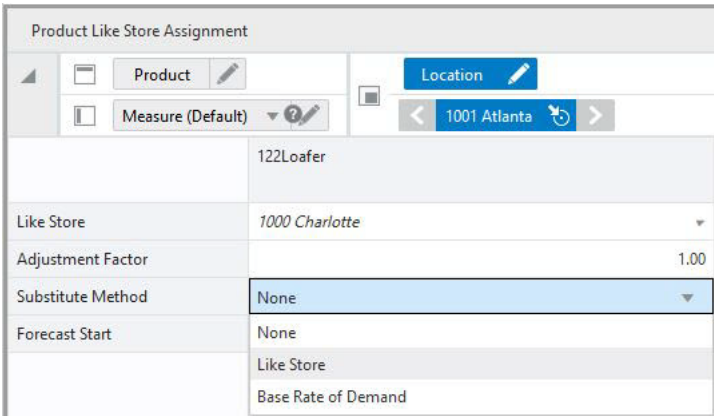 Product Like Store Assignment
Product
Location
Measure (Default)
1001 Atlanta
122Loafer
Like Store 1000 Charlotte
Adjustment Factor 1.00
Substitute Method None
Forecast Start None
Like Store
Base Rate of Demand